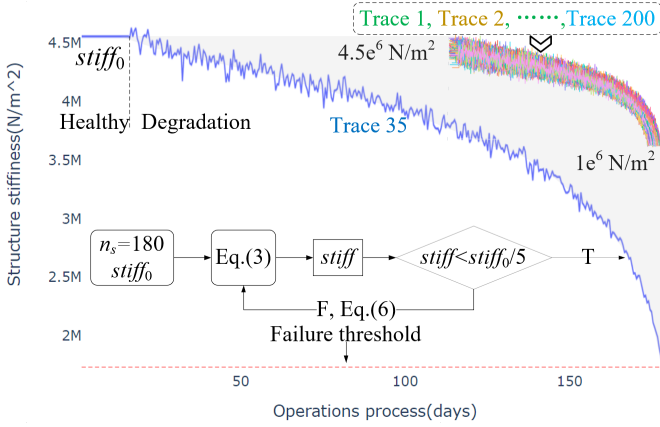 Trace 1, Trace 2, ······,Trace 200
4.5M
stiff₀
4.5e⁶ N/m²
4M
Healthy
Degradation
Trace 35
3.5M
1e⁶ N/m²
Structure stiffness(N/m^2)
3M
nₛ=180
stiff₀
Eq.(3)
stiff
stiff<stiff₀/5
T
2.5M
F, Eq.(6)
2M
Failure threshold
50
100
150
Operations process(days)